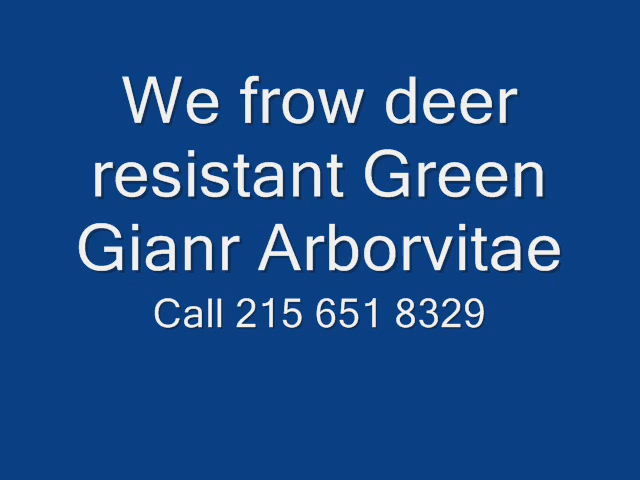 We frow deer
resistant Green
Gianr Arborvitae
Call 215 651 8329